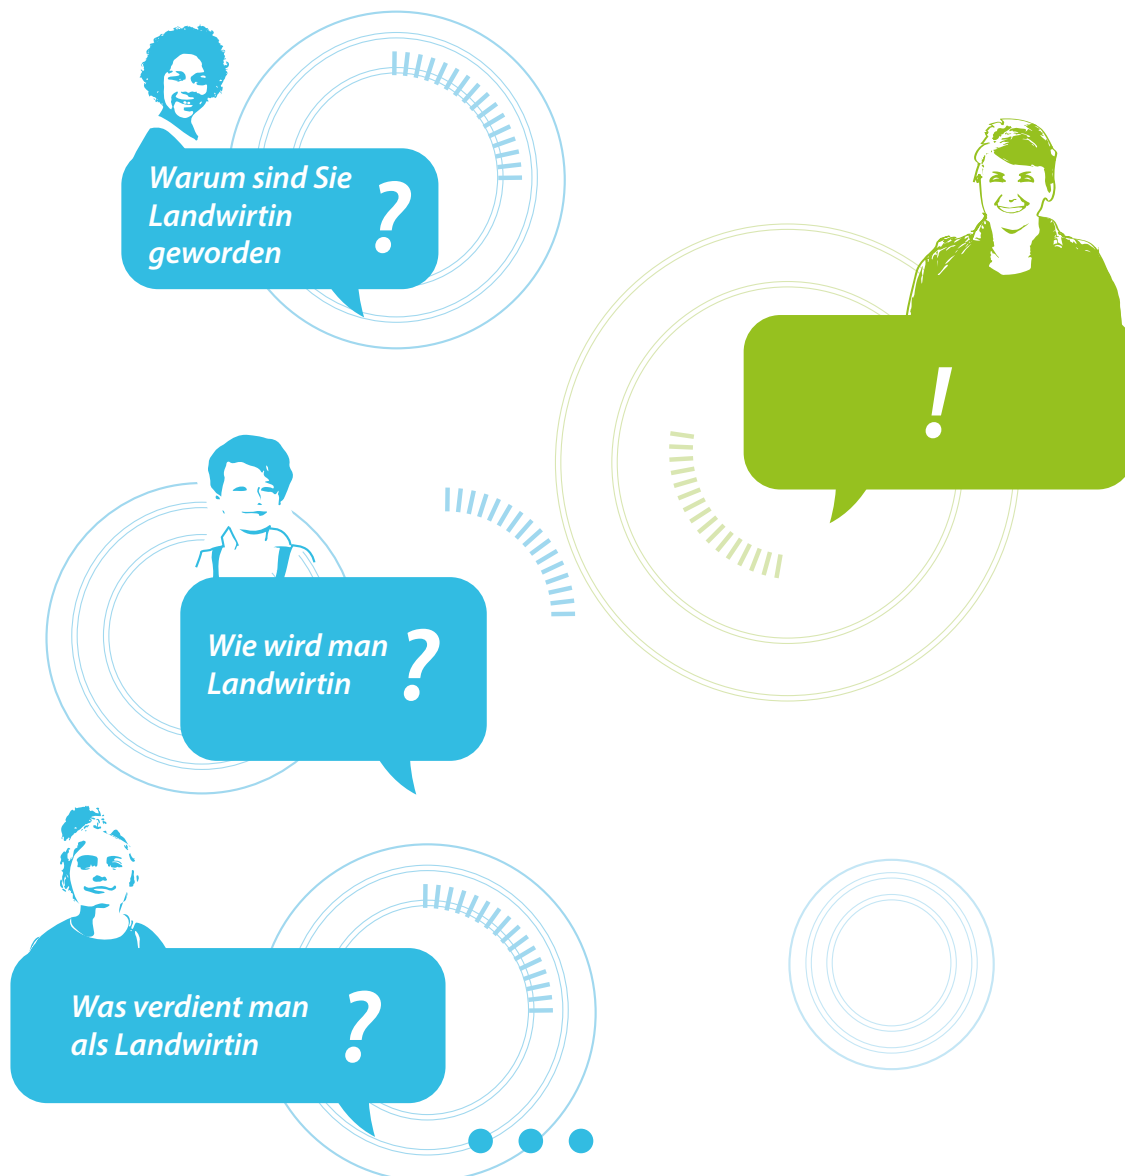 Warum sind Sie
Landwirtin
geworden ?
!
Wie wird man
Landwirtin ?
Was verdient man
als Landwirtin ?